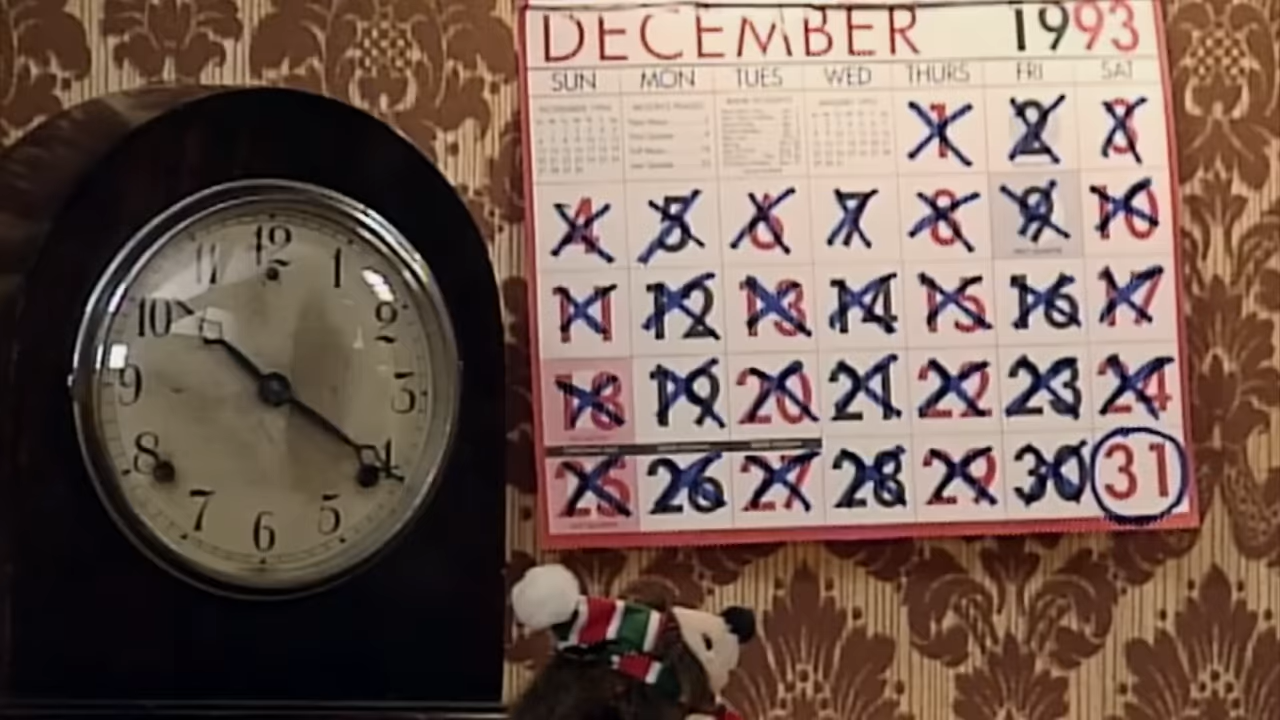 DECEMBER 1993
SUN MON TUES WED THURS FRI SAT
1 2 3
4 5 6 7 8 9 10
11 12 13 14 15 16 17
18 19 20 21 22 23 24
25 26 27 28 29 30 31
12
11 1
10 2
9 3
8 4
7 5
6